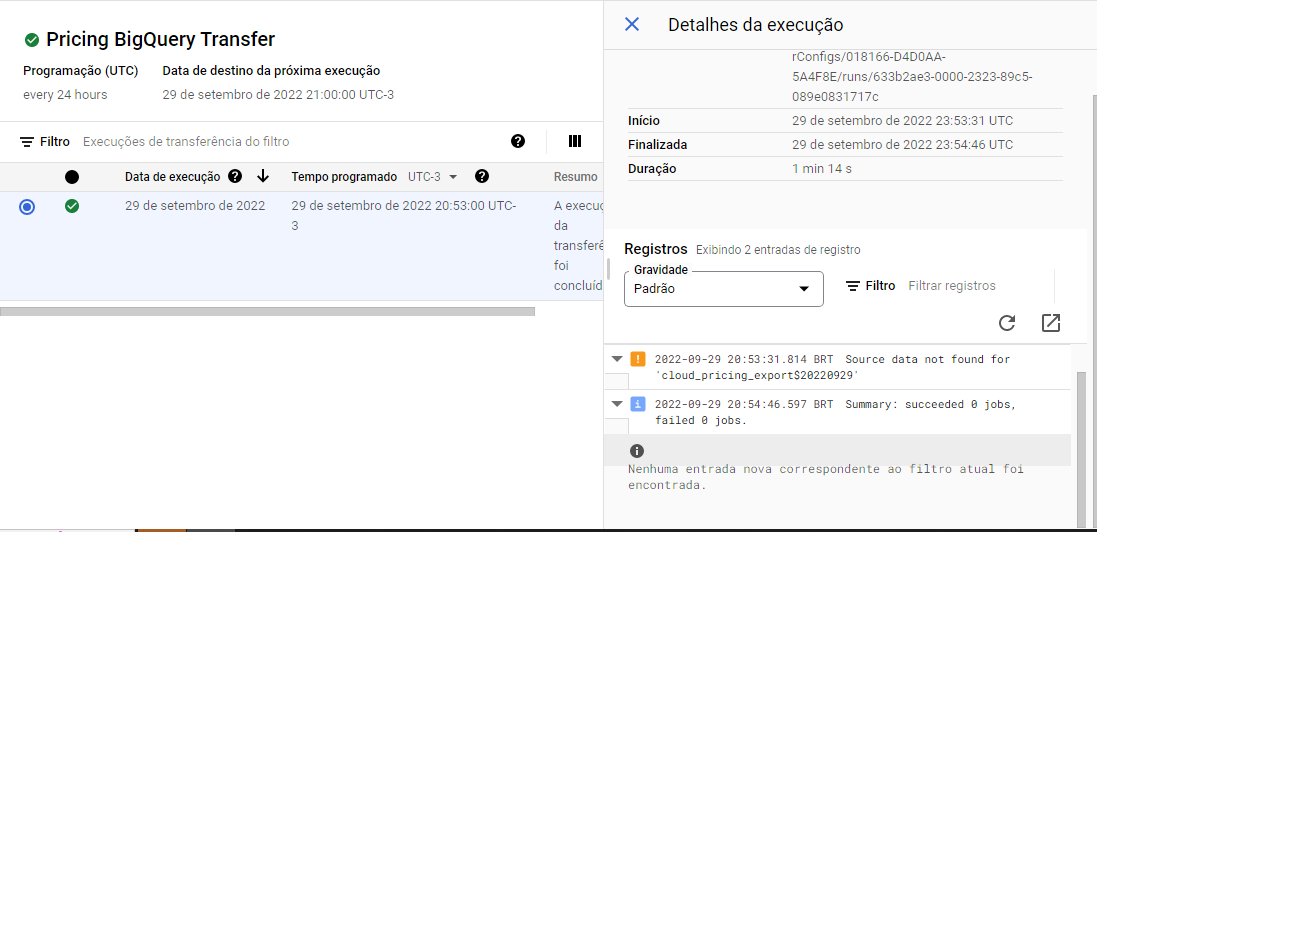 Pricing BigQuery Transfer
Programação (UTC) Data de destino da próxima execução
every 24 hours 29 de setembro de 2022 21:00:00 UTC-3
Filtro Execuções de transferência do filtro
Data de execução Tempo programado UTC-3 Resumo
29 de setembro de 2022 29 de setembro de 2022 20:53:00 UTC-
3
A execuç
da
transferê
foi
concluíd
Detalhes da execução
rConfigs/018166-D4D0AA-
5A4F8E/runs/633b2ae3-0000-2323-89c5-
089e0831717c
Início 29 de setembro de 2022 23:53:31 UTC
Finalizada 29 de setembro de 2022 23:54:46 UTC
Duração 1 min 14 s
Registros Exibindo 2 entradas de registro
Gravidade
Padrão Filtro Filtrar registros
2022-09-29 20:53:31.814 BRT Source data not found for
'cloud_pricing_export$20220929'
2022-09-29 20:54:46.597 BRT Summary: succeeded 0 jobs,
failed 0 jobs.
Nenhuma entrada nova correspondente ao filtro atual foi
encontrada.